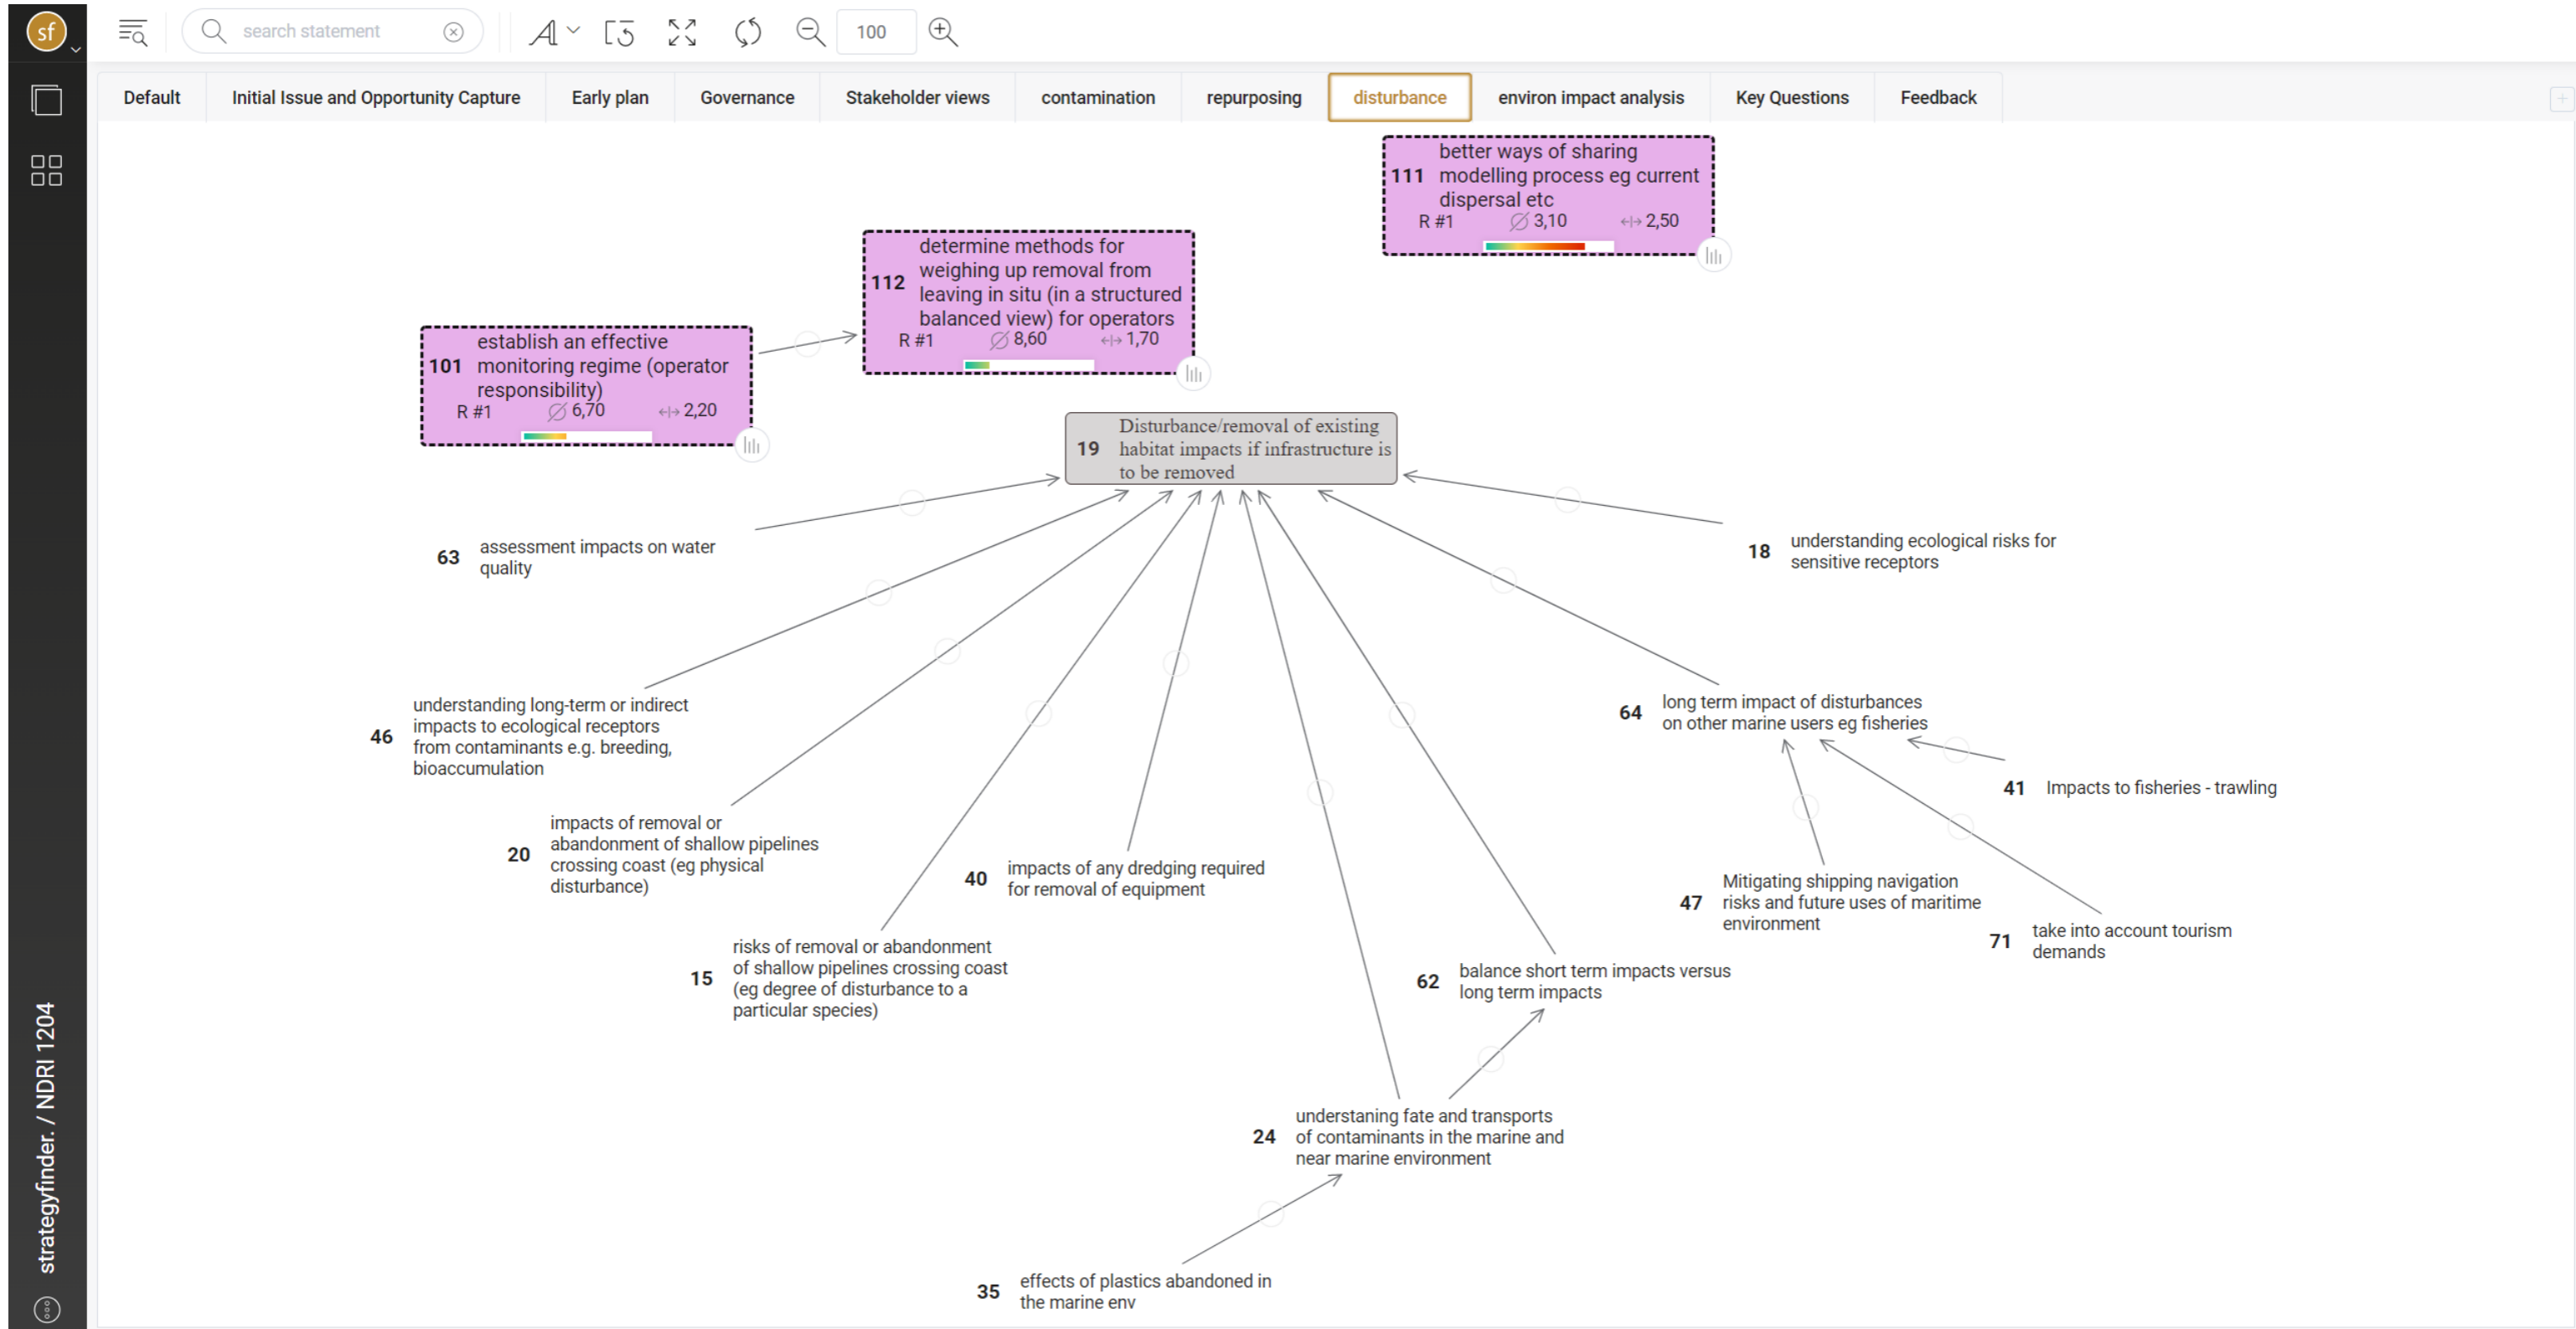 sf
search statement
100
Default
Initial Issue and Opportunity Capture
Early plan
Governance
Stakeholder views
contamination
repurposing
disturbance
environ impact analysis
Key Questions
Feedback
111
better ways of sharing
modelling process eg current
dispersal etc
R #1
3,10
2,50
112
determine methods for
weighing up removal from
leaving in situ (in a structured
balanced view) for operators
R #1
8,60
1,70
101
establish an effective
monitoring regime (operator
responsibility)
R #1
6,70
2,20
19
Disturbance/removal of existing
habitat impacts if infrastructure is
to be removed
63
assessment impacts on water
quality
18
understanding ecological risks for
sensitive receptors
46
understanding long-term or indirect
impacts to ecological receptors
from contaminants e.g. breeding,
bioaccumulation
64
long term impact of disturbances
on other marine users eg fisheries
41
Impacts to fisheries - trawling
20
impacts of removal or
abandonment of shallow pipelines
crossing coast (eg physical
disturbance)
40
impacts of any dredging required
for removal of equipment
47
Mitigating shipping navigation
risks and future uses of maritime
environment
71
take into account tourism
demands
15
risks of removal or abandonment
of shallow pipelines crossing coast
(eg degree of disturbance to a
particular species)
62
balance short term impacts versus
long term impacts
24
understaning fate and transports
of contaminants in the marine and
near marine environment
35
effects of plastics abandoned in
the marine env
strategyfinder. / NDRI 1204